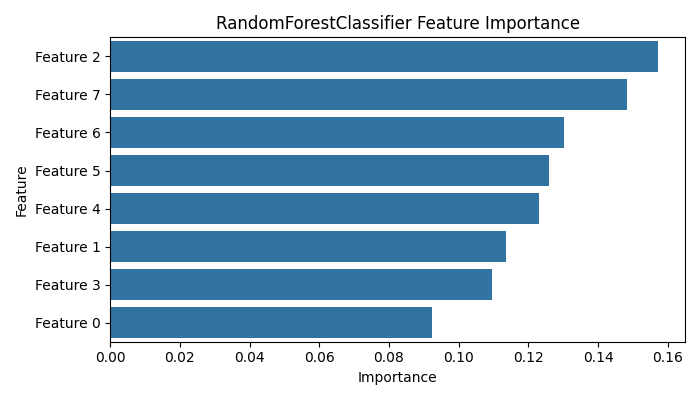 RandomForestClassifier Feature Importance
Feature
Feature 2
Feature 7
Feature 6
Feature 5
Feature 4
Feature 1
Feature 3
Feature 0
0.00 0.02 0.04 0.06 0.08 0.10 0.12 0.14 0.16
Importance